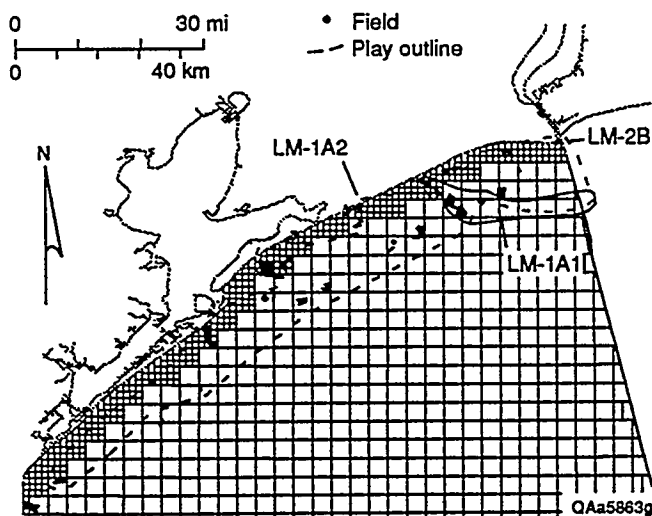 0 30 mi
0 40 km
Field
Play outline
N
LM-1A2
LM-2B
LM-1A1
QAa5863g